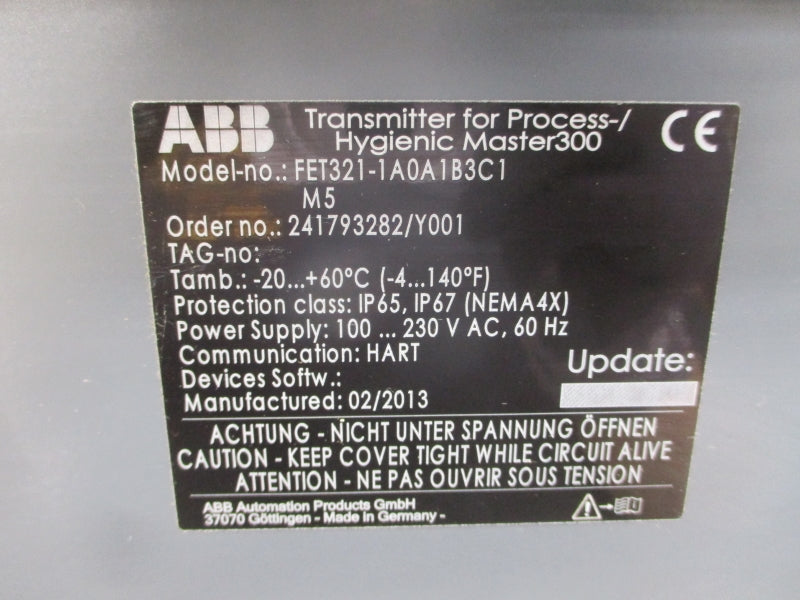 ABB Transmitter for Process-/
Hygienic Master300
CE
Model-no.: FET321-1A0A1B3C1
M5
Order no.: 241793282/Y001
TAG-no:
Tamb.: -20...+60°C (-4...140°F)
Protection class: IP65, IP67 (NEMA4X)
Power Supply: 100 ... 230 V AC, 60 Hz
Communication: HART
Devices Softw.:
Update:
Manufactured: 02/2013
ACHTUNG - NICHT UNTER SPANNUNG ÖFFNEN
CAUTION - KEEP COVER TIGHT WHILE CIRCUIT ALIVE
ATTENTION - NE PAS OUVRIR SOUS TENSION
ABB Automation Products GmbH
37070 Göttingen - Made in Germany -